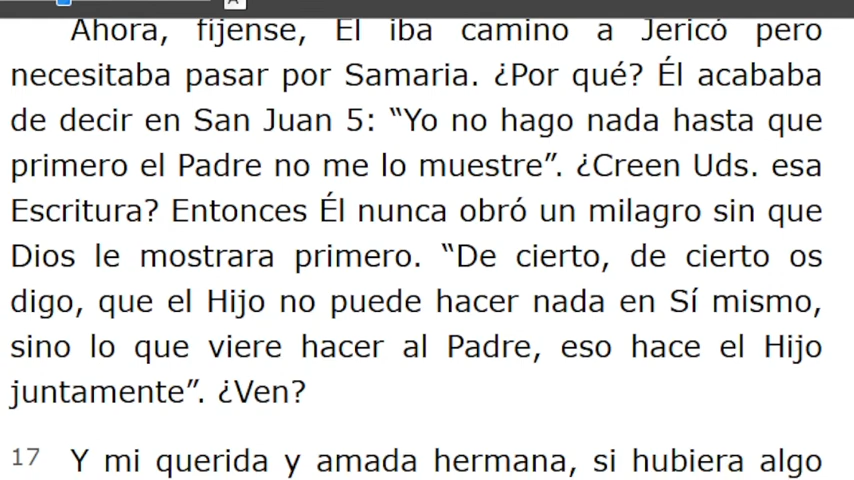 Ahora, fíjense, Él iba camino a Jericó pero
necesitaba pasar por Samaria. ¿Por qué? Él acababa
de decir en San Juan 5: “Yo no hago nada hasta que
primero el Padre no me lo muestre”. ¿Creen Uds. esa
Escritura? Entonces Él nunca obró un milagro sin que
Dios le mostrara primero. “De cierto, de cierto os
digo, que el Hijo no puede hacer nada en Sí mismo,
sino lo que viere hacer al Padre, eso hace el Hijo
juntamente”. ¿Ven?
17 Y mi querida y amada hermana, si hubiera algo